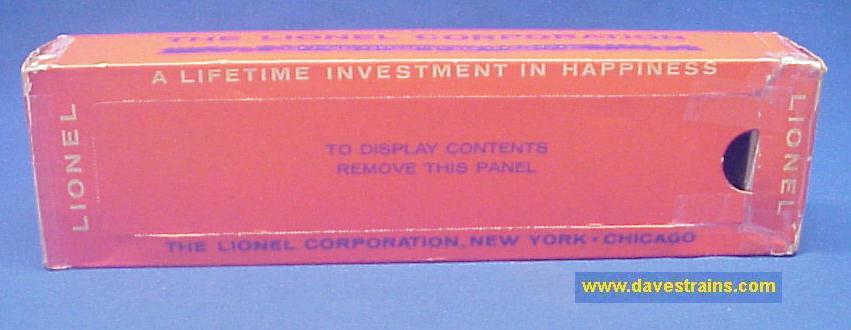 THE LIONEL CORPORATION
A LIFETIME INVESTMENT IN HAPPINESS
LIONEL
TO DISPLAY CONTENTS
REMOVE THIS PANEL
LIONEL
THE LIONEL CORPORATION, NEW YORK • CHICAGO
www.davestrains.com